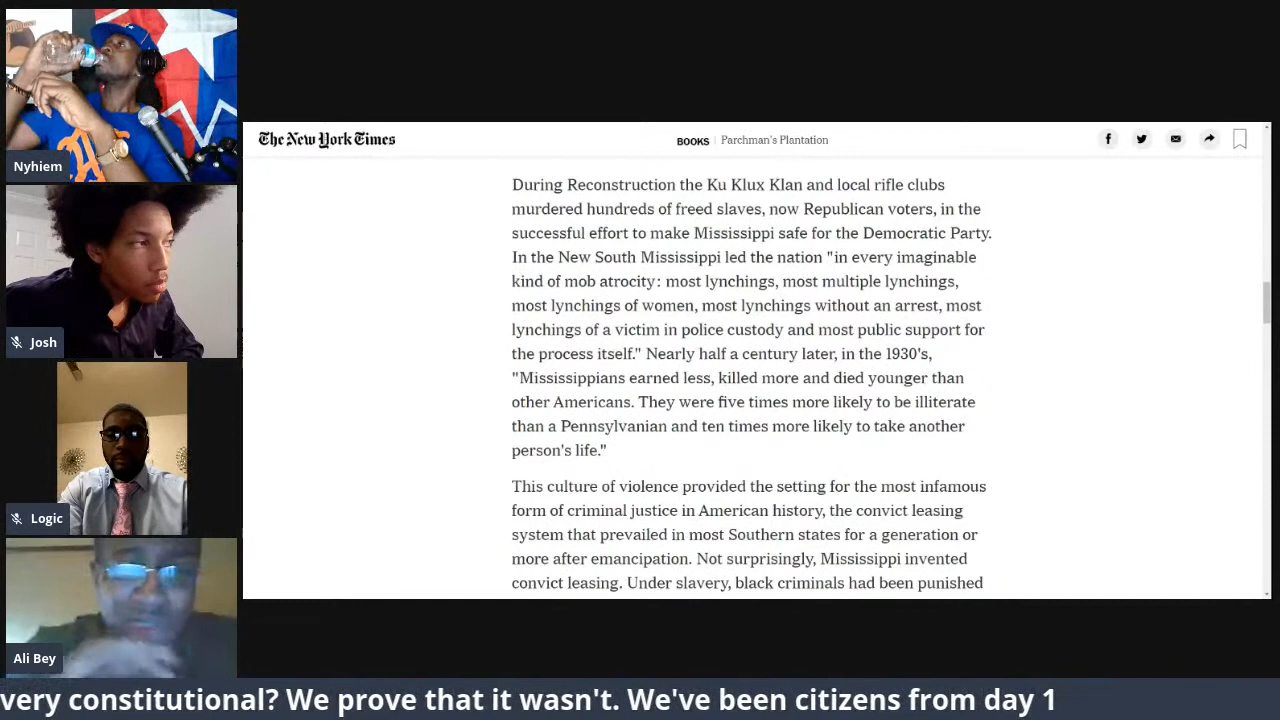 Nyhiem
Josh
Logic
Ali Bey
The New York Times
BOOKS | Parchman's Plantation
During Reconstruction the Ku Klux Klan and local rifle clubs
murdered hundreds of freed slaves, now Republican voters, in the
successful effort to make Mississippi safe for the Democratic Party.
In the New South Mississippi led the nation "in every imaginable
kind of mob atrocity: most lynchings, most multiple lynchings,
most lynchings of women, most lynchings without an arrest, most
lynchings of a victim in police custody and most public support for
the process itself." Nearly half a century later, in the 1930's,
"Mississippians earned less, killed more and died younger than
other Americans. They were five times more likely to be illiterate
than a Pennsylvanian and ten times more likely to take another
person's life."
This culture of violence provided the setting for the most infamous
form of criminal justice in American history, the convict leasing
system that prevailed in most Southern states for a generation or
more after emancipation. Not surprisingly, Mississippi invented
convict leasing. Under slavery, black criminals had been punished
very constitutional? We prove that it wasn't. We've been citizens from day 1